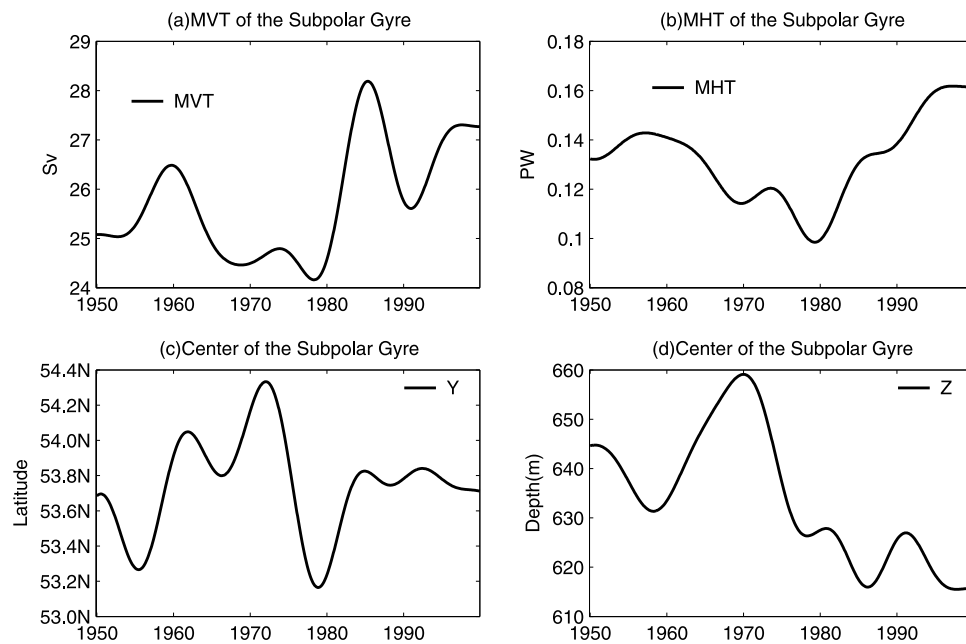 (a)MVT of the Subpolar Gyre
29
28
27
26
25
24
Sv
MVT
1950 1960 1970 1980 1990
(b)MHT of the Subpolar Gyre
0.18
0.16
0.14
0.12
0.1
0.08
PW
MHT
1950 1960 1970 1980 1990
(c)Center of the Subpolar Gyre
54.4N
54.2N
54.0N
53.8N
53.6N
53.4N
53.2N
53.0N
Latitude
Y
1950 1960 1970 1980 1990
(d)Center of the Subpolar Gyre
660
650
640
630
620
610
Depth(m)
Z
1950 1960 1970 1980 1990